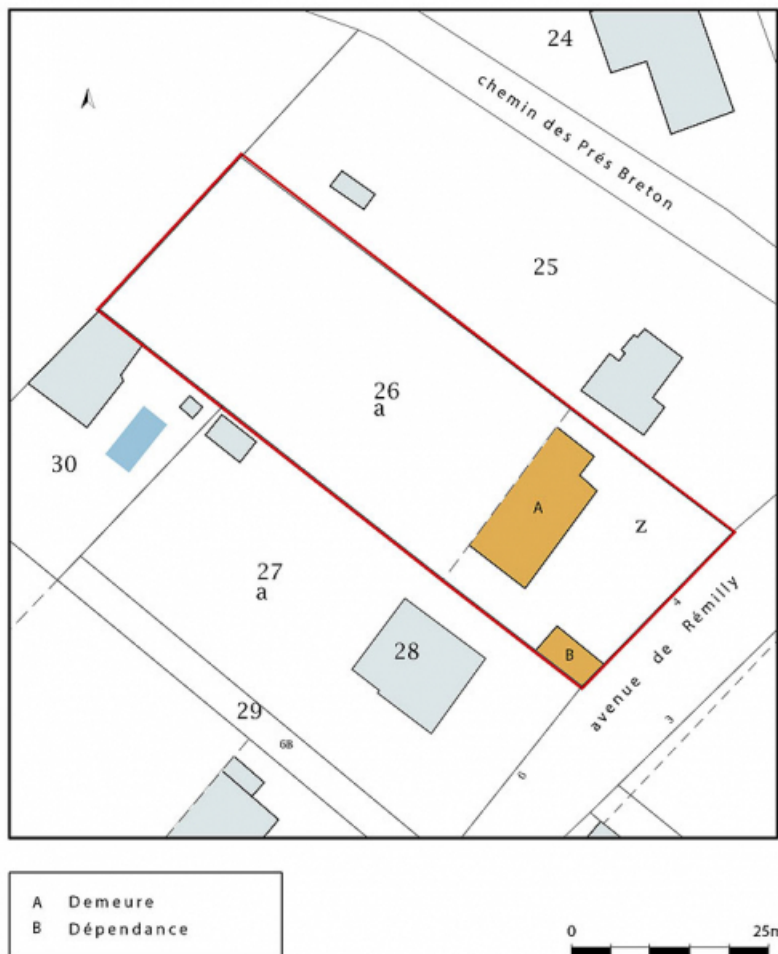 24
chemin des Prés Breton
25
26
a
30
A
z
27
a
4
28
B
avenue de Rémilly
29
6B
3
6
A Demeure
B Dépendance
0 25m